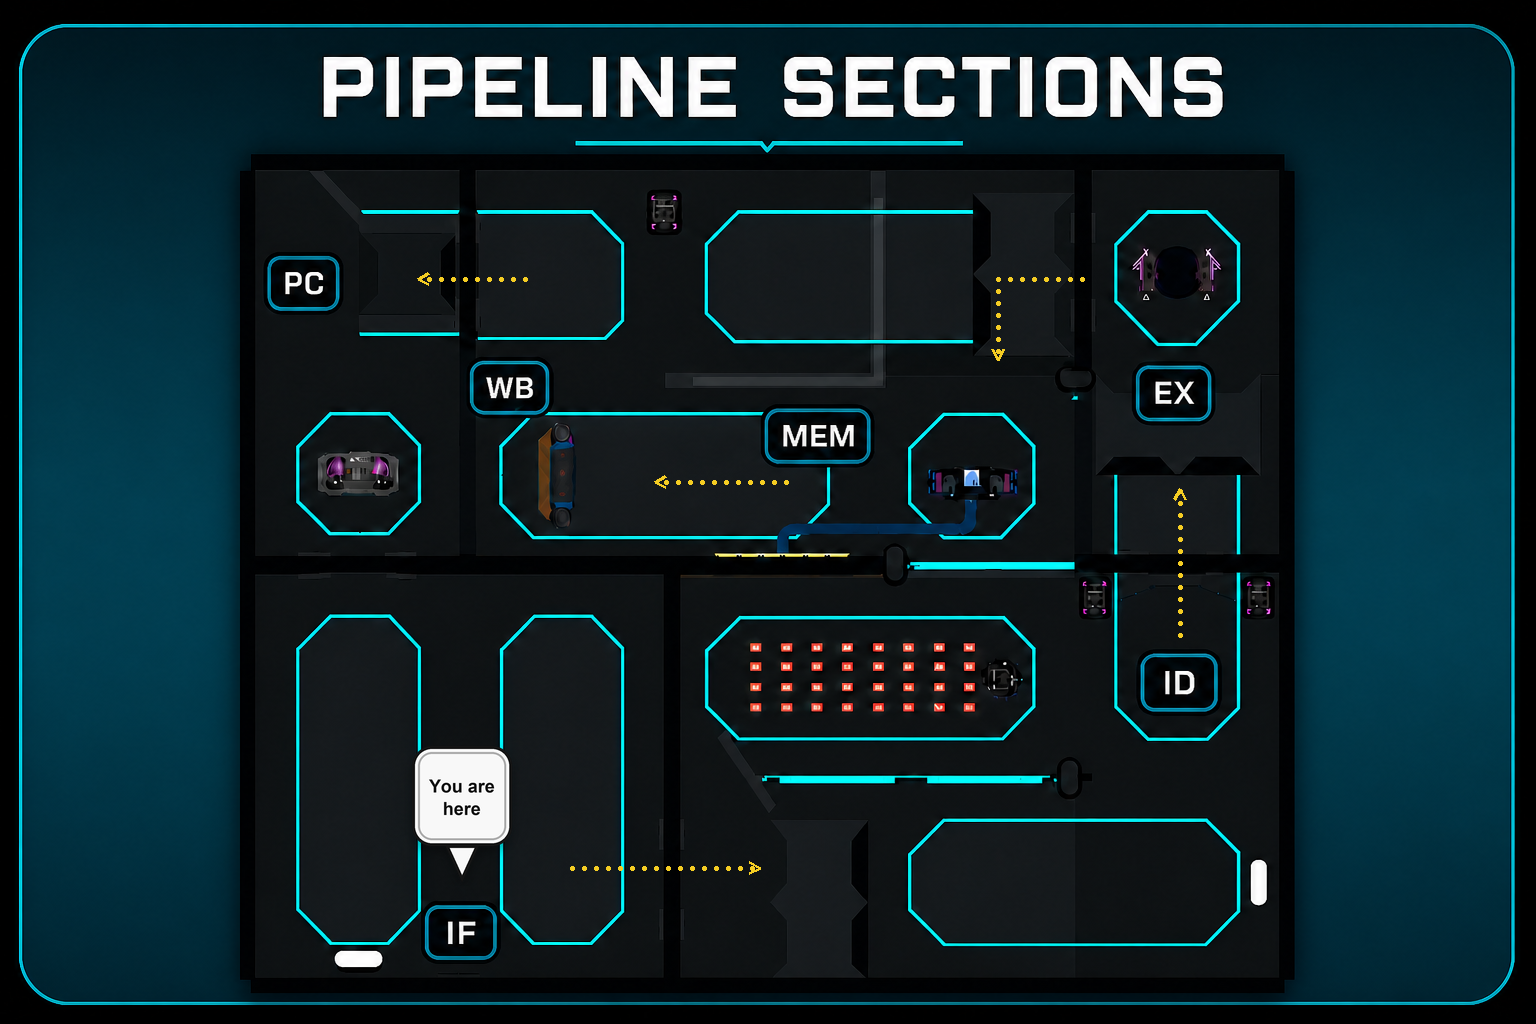 PIPELINE SECTIONS
PC
WB
MEM
EX
ID
You are
here
IF